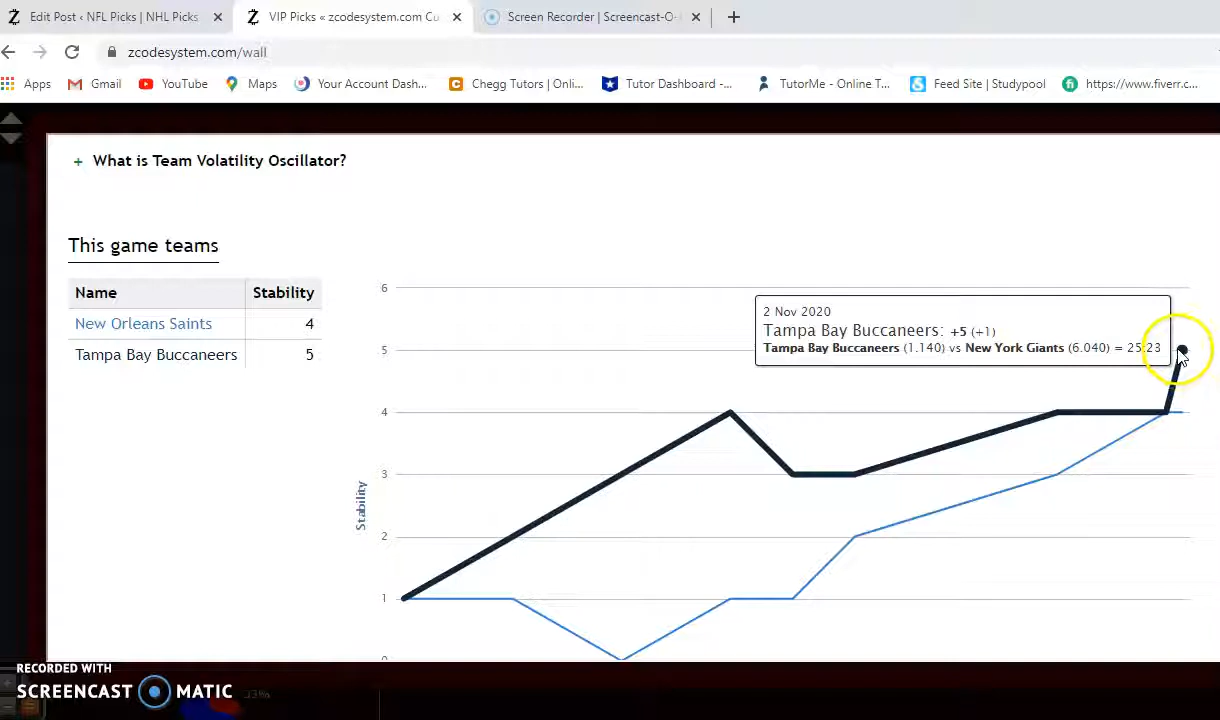 Edit Post ‹ NFL Picks | NHL Picks
VIP Picks « zcodesystem.com Cu
Screen Recorder | Screencast-O-
zcodesystem.com/wall
Apps
Gmail
YouTube
Maps
Your Account Dash...
Chegg Tutors | Onli...
Tutor Dashboard -...
TutorMe - Online T...
Feed Site | Studypool
https://www.fiverr.c...
+ What is Team Volatility Oscillator?
This game teams
Name Stability
New Orleans Saints 4
Tampa Bay Buccaneers 5
6
5
4
3
2
1
0
Stability
2 Nov 2020
Tampa Bay Buccaneers: +5 (+1)
Tampa Bay Buccaneers (1.140) vs New York Giants (6.040) = 25:23
RECORDED WITH
SCREENCAST MATIC